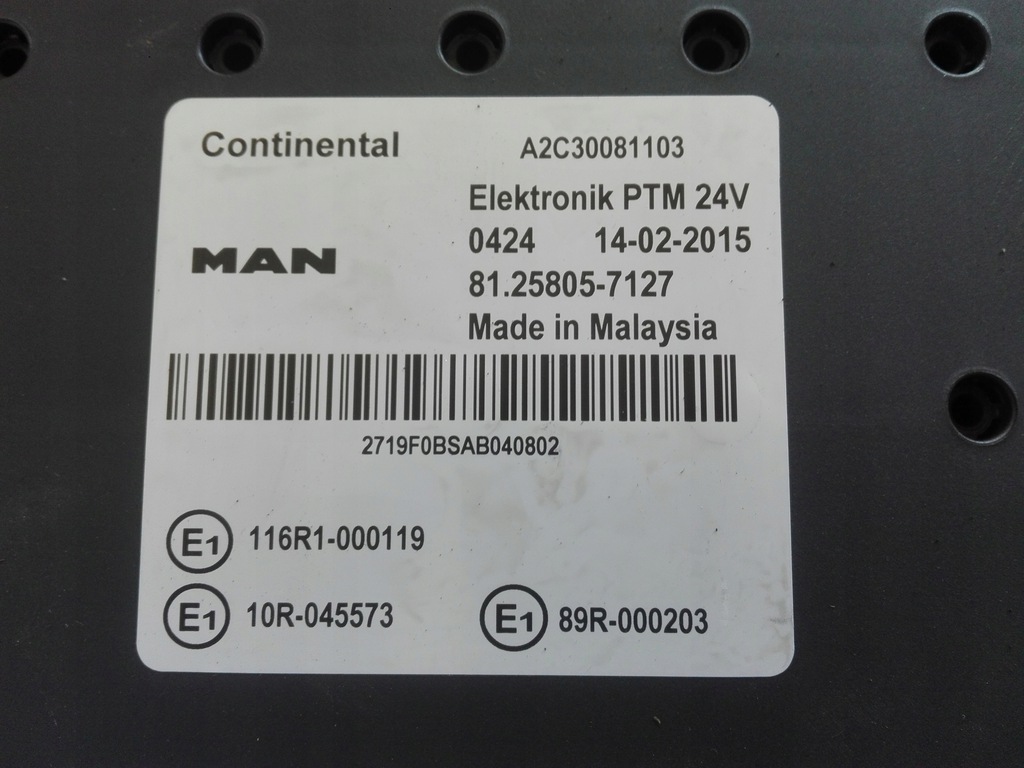 Continental A2C30081103
Elektronik PTM 24V
0424 14-02-2015
MAN
81.25805-7127
Made in Malaysia
2719F0BSAB040802
E1 116R1-000119
E1 10R-045573
E1 89R-000203